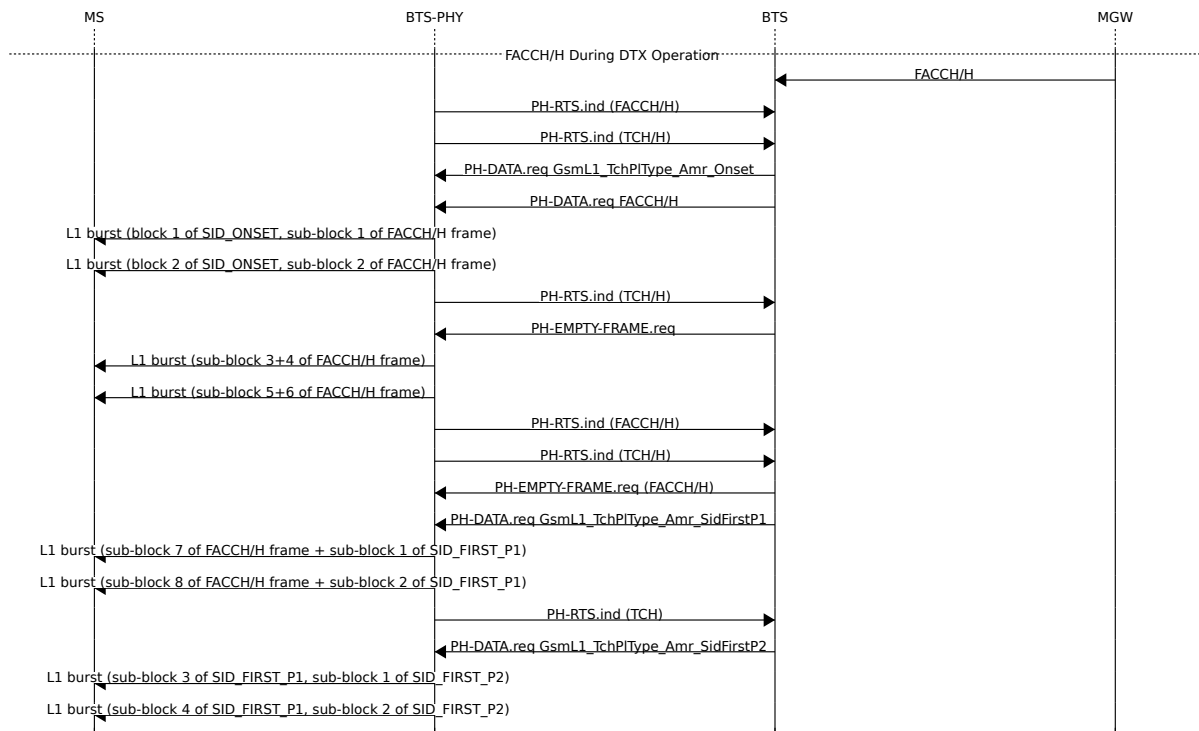 MS BTS-PHY BTS MGW
FACCH/H During DTX Operation
FACCH/H
PH-RTS.ind (FACCH/H)
PH-RTS.ind (TCH/H)
PH-DATA.req GsmL1_TchPlType_Amr_Onset
PH-DATA.req FACCH/H
L1 burst (block 1 of SID_ONSET, sub-block 1 of FACCH/H frame)
L1 burst (block 2 of SID_ONSET, sub-block 2 of FACCH/H frame)
PH-RTS.ind (TCH/H)
PH-EMPTY-FRAME.req
L1 burst (sub-block 3+4 of FACCH/H frame)
L1 burst (sub-block 5+6 of FACCH/H frame)
PH-RTS.ind (FACCH/H)
PH-RTS.ind (TCH/H)
PH-EMPTY-FRAME.req (FACCH/H)
PH-DATA.req GsmL1_TchPlType_Amr_SidFirstP1
L1 burst (sub-block 7 of FACCH/H frame + sub-block 1 of SID_FIRST_P1)
L1 burst (sub-block 8 of FACCH/H frame + sub-block 2 of SID_FIRST_P1)
PH-RTS.ind (TCH)
PH-DATA.req GsmL1_TchPlType_Amr_SidFirstP2
L1 burst (sub-block 3 of SID_FIRST_P1, sub-block 1 of SID_FIRST_P2)
L1 burst (sub-block 4 of SID_FIRST_P1, sub-block 2 of SID_FIRST_P2)